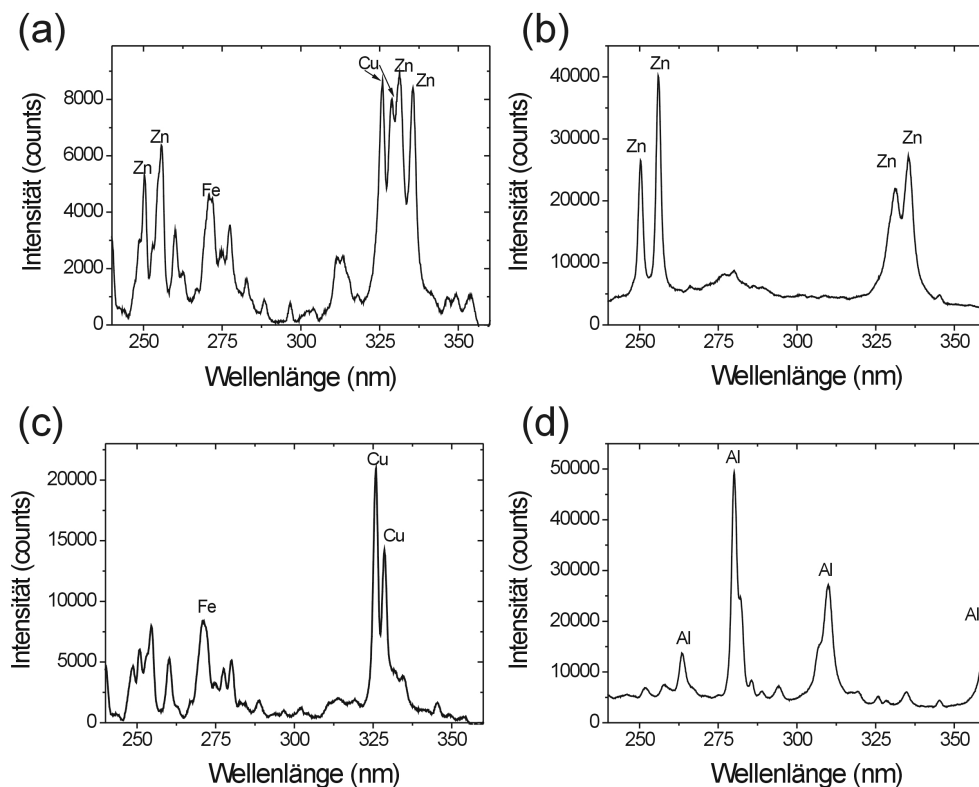 (a)
Intensität (counts)
8000
6000
4000
2000
0
Zn
Zn
Fe
Cu
Zn
Zn
250
275
300
325
350
Wellenlänge (nm)
(b)
Intensität (counts)
40000
30000
20000
10000
0
Zn
Zn
Zn
Zn
250
275
300
325
350
Wellenlänge (nm)
(c)
Intensität (counts)
20000
15000
10000
5000
0
Fe
Cu
Cu
250
275
300
325
350
Wellenlänge (nm)
(d)
Intensität (counts)
50000
40000
30000
20000
10000
0
Al
Al
Al
Al
250
275
300
325
350
Wellenlänge (nm)